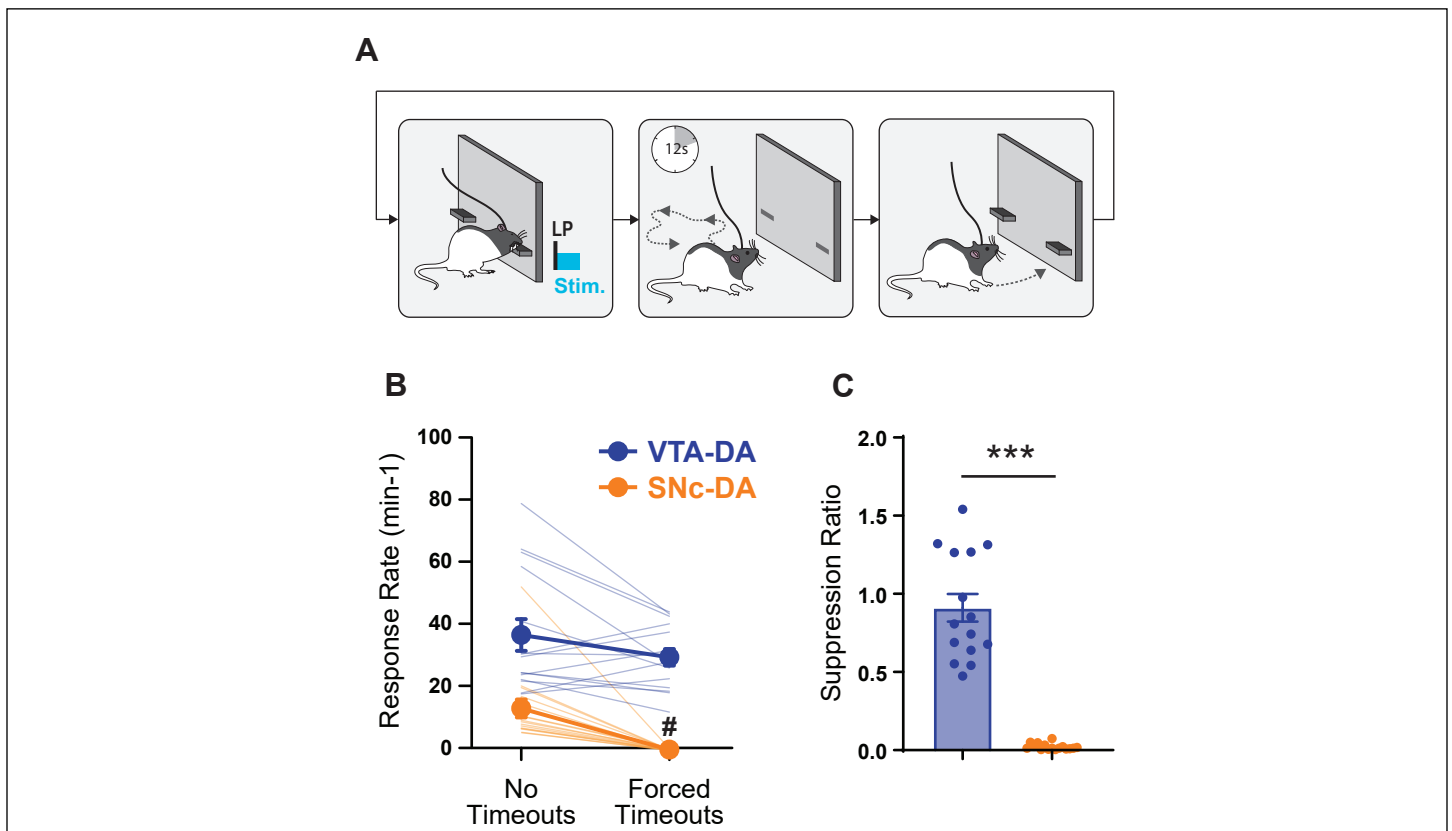 A
12s
LP
Stim.
B
C
100
80
60
40
20
0
Response Rate (min-1)
VTA-DA
SNc-DA
#
No
Timeouts
Forced
Timeouts
2.0
1.5
1.0
0.5
0.0
Suppression Ratio
***